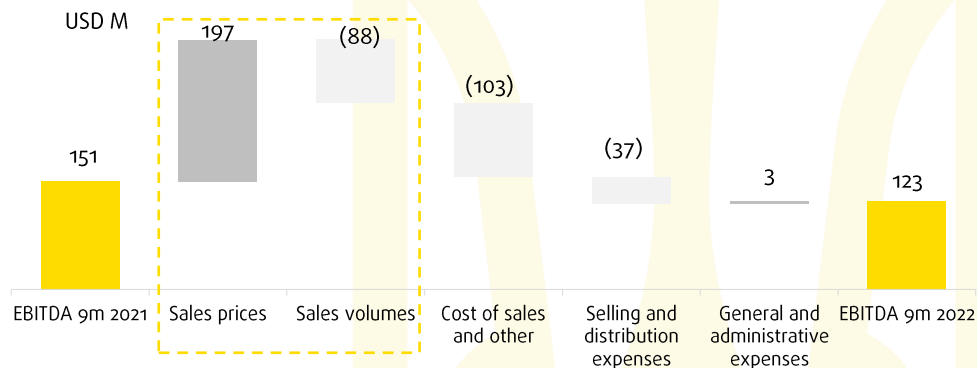 USD M
197
(88)
(103)
151
(37)
3
123
EBITDA 9m 2021
Sales prices
Sales volumes
Cost of sales
and other
Selling and
distribution
expenses
General and
administrative
expenses
EBITDA 9m 2022